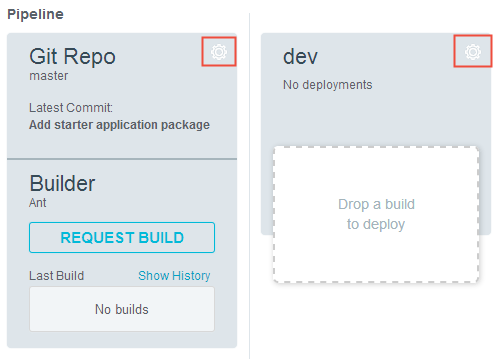 Pipeline
Git Repo
master
Latest Commit:
Add starter application package
Builder
Ant
REQUEST BUILD
Last Build Show History
No builds
dev
No deployments
Drop a build
to deploy